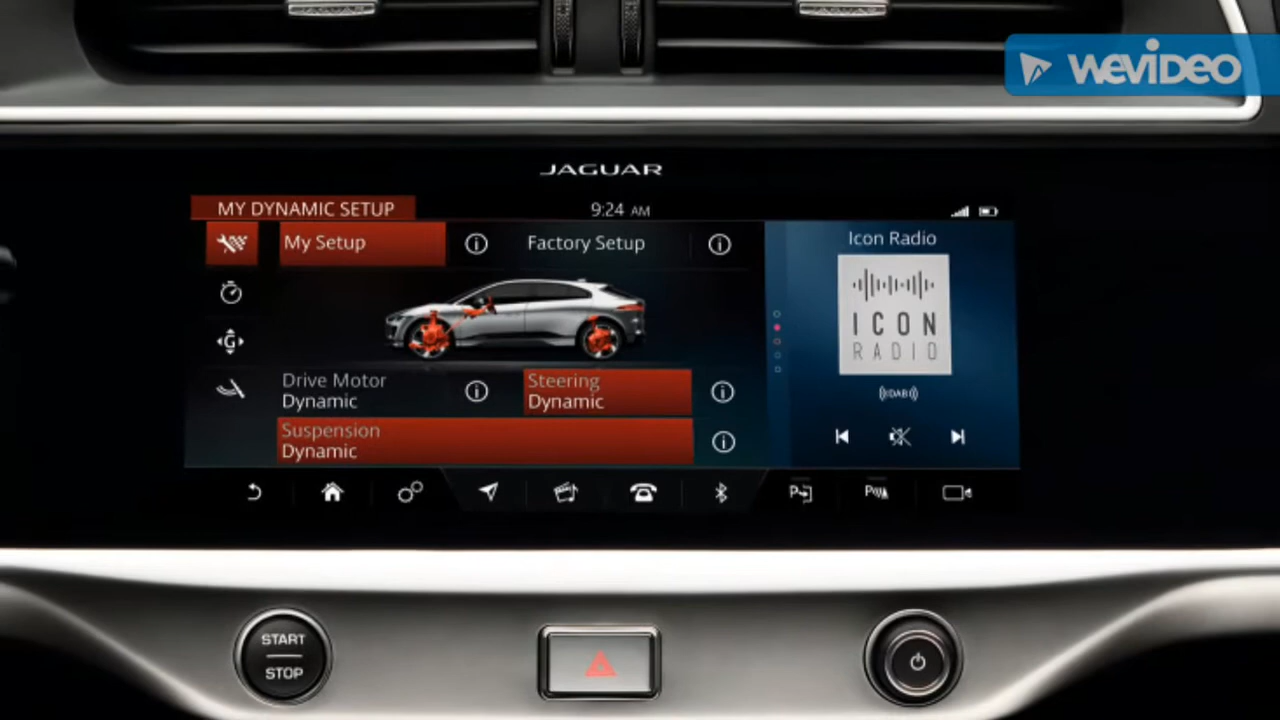 wevideo
JAGUAR
MY DYNAMIC SETUP
9:24 AM
My Setup
Factory Setup
Icon Radio
G
ICON
RADIO
Drive Motor
Dynamic
Steering
Dynamic
DAB
Suspension
Dynamic
P
P
START
STOP